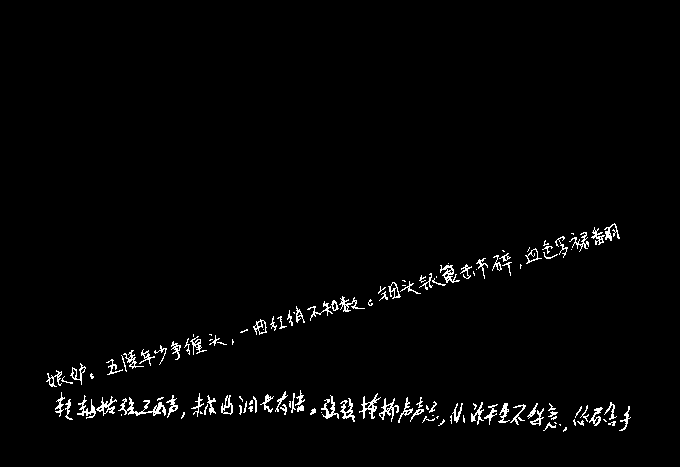 嫉妒。五陵年少争缠头，一曲红绡不知数。钿头银篦击节碎，血色罗裙翻
转轴拨弦三两声，未成曲调先有情。弦弦掩抑声声思，似诉平生不得意，低眉信手